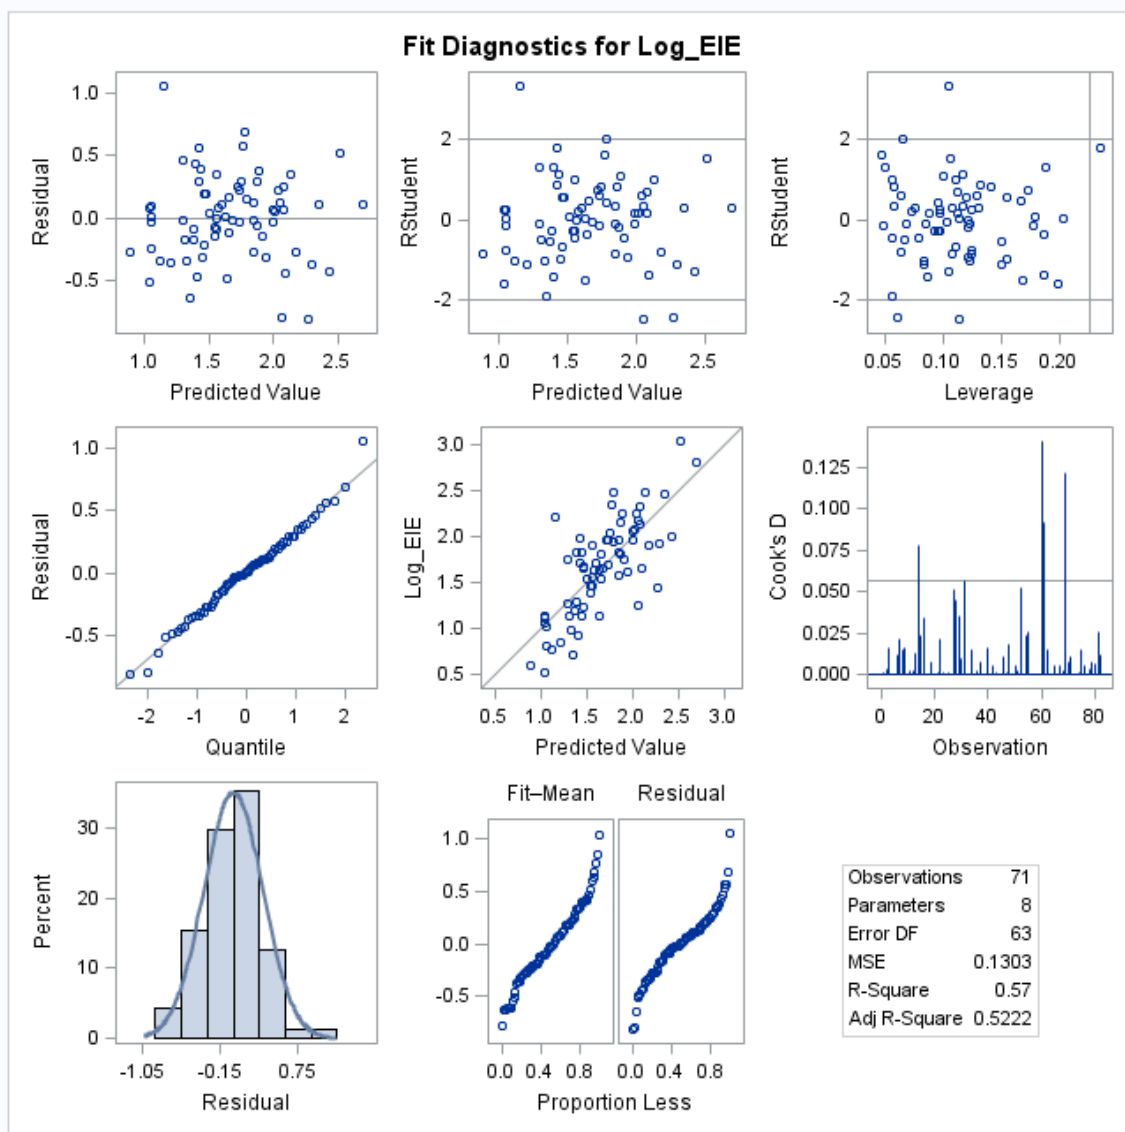 Fit Diagnostics for Log_EIE
1.0
0.5
0.0
-0.5
Residual
1.0 1.5 2.0 2.5
Predicted Value
2
0
-2
RStudent
1.0 1.5 2.0 2.5
Predicted Value
2
0
-2
RStudent
0.05 0.10 0.15 0.20
Leverage
1.0
0.5
0.0
-0.5
Residual
-2 -1 0 1 2
Quantile
3.0
2.5
2.0
1.5
1.0
0.5
Log_EIE
0.5 1.0 1.5 2.0 2.5 3.0
Predicted Value
0.125
0.100
0.075
0.050
0.025
0.000
Cook's D
0 20 40 60 80
Observation
30
20
10
0
Percent
-1.05 -0.15 0.75
Residual
Fit–Mean Residual
1.0
0.5
0.0
-0.5
0.0 0.4 0.8 0.0 0.4 0.8
Proportion Less
Observations 71
Parameters 8
Error DF 63
MSE 0.1303
R-Square 0.57
Adj R-Square 0.5222